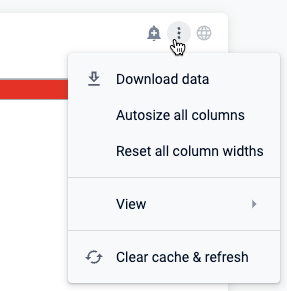 Download data
Autosize all columns
Reset all column widths
View
Clear cache & refresh